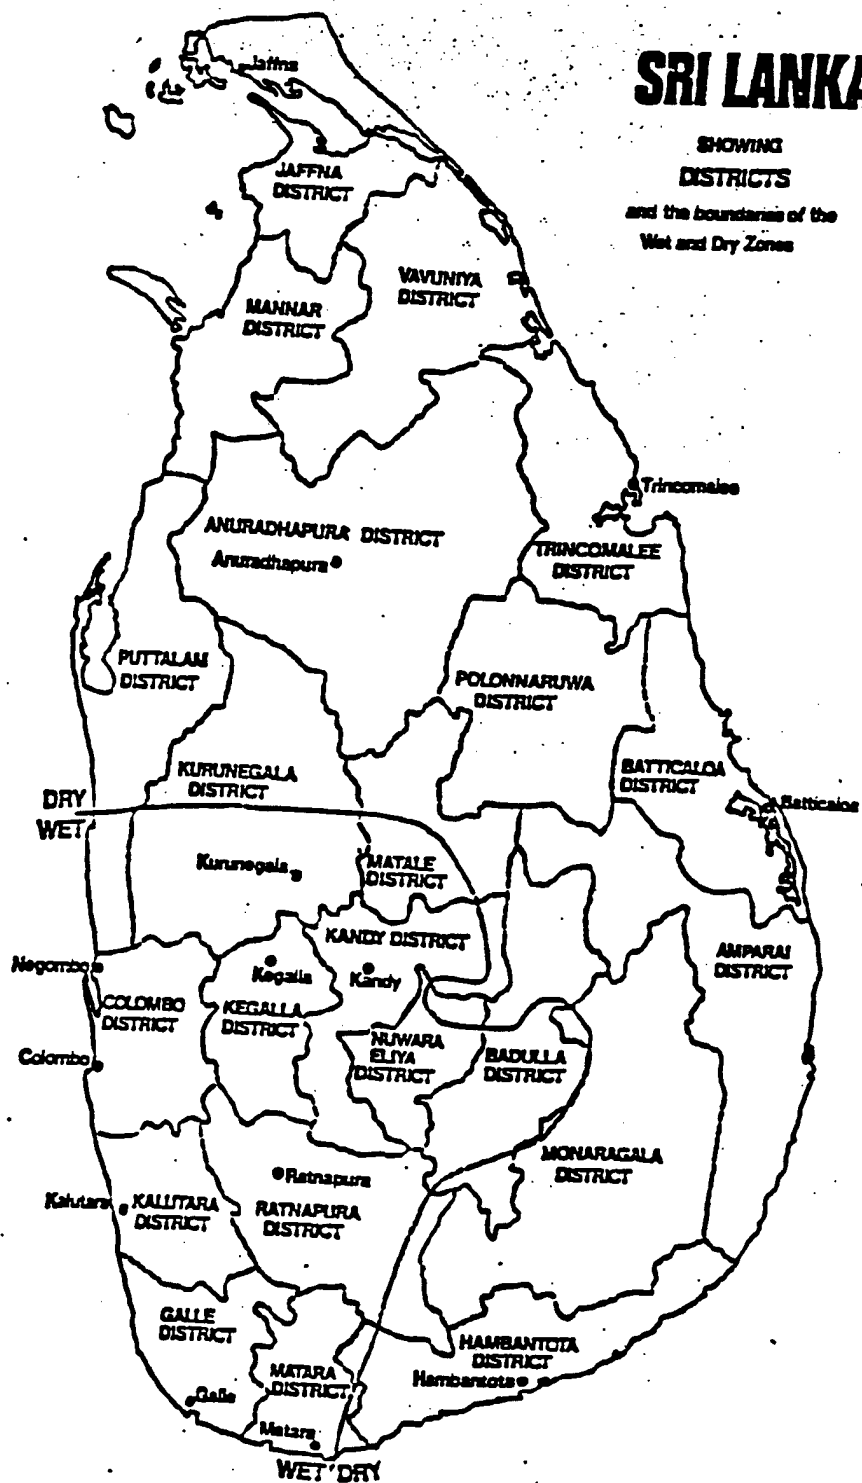 Jaffna
SRI LANKA
SHOWING
DISTRICTS
and the boundaries of the
Wet and Dry Zones
JAFFNA
DISTRICT
VAVUNIYA
DISTRICT
MANNAR
DISTRICT
Trincomalee
ANURADHAPURA DISTRICT
Anuradhapura
TRINCOMALEE
DISTRICT
PUTTALAM
DISTRICT
POLONNARUWA
DISTRICT
KURUNEGALA
DISTRICT
BATTICALOA
DISTRICT
DRY
WET
Batticaloa
Kurunegala
MATALE
DISTRICT
KANDY DISTRICT
AMPARAI
DISTRICT
Negombo
Kegalla
Kandy
COLOMBO
DISTRICT
KEGALLA
DISTRICT
NUWARA
ELIYA
DISTRICT
BADULLA
DISTRICT
Colombo
MONARAGALA
DISTRICT
Ratnapura
Kalutara
KALLUTARA
DISTRICT
RATNAPURA
DISTRICT
GALLE
DISTRICT
HAMBANTOTA
DISTRICT
Hambantota
MATARA
DISTRICT
Galle
Matara
WET DRY